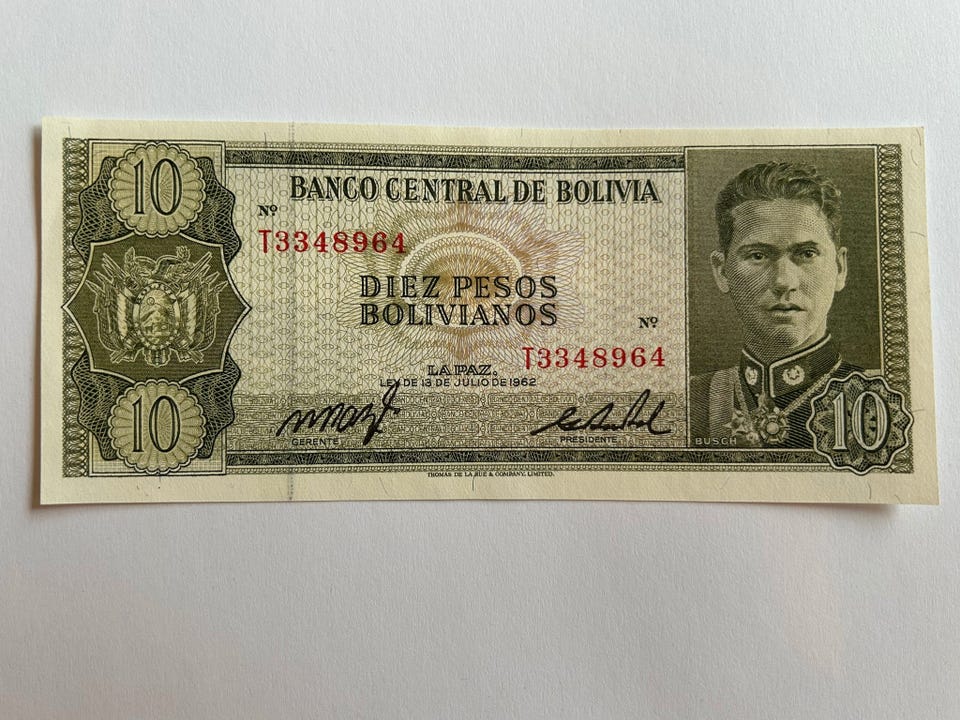 10
BANCO CENTRAL DE BOLIVIA
Nº
T3348964
DIEZ PESOS
BOLIVIANOS
Nº
T3348964
LA PAZ.
LEY DE 13 DE JULIO DE 1962
GERENTE
PRESIDENTE
BUSCH
10
10
THOMAS DE LA RUE & COMPANY, LIMITED.